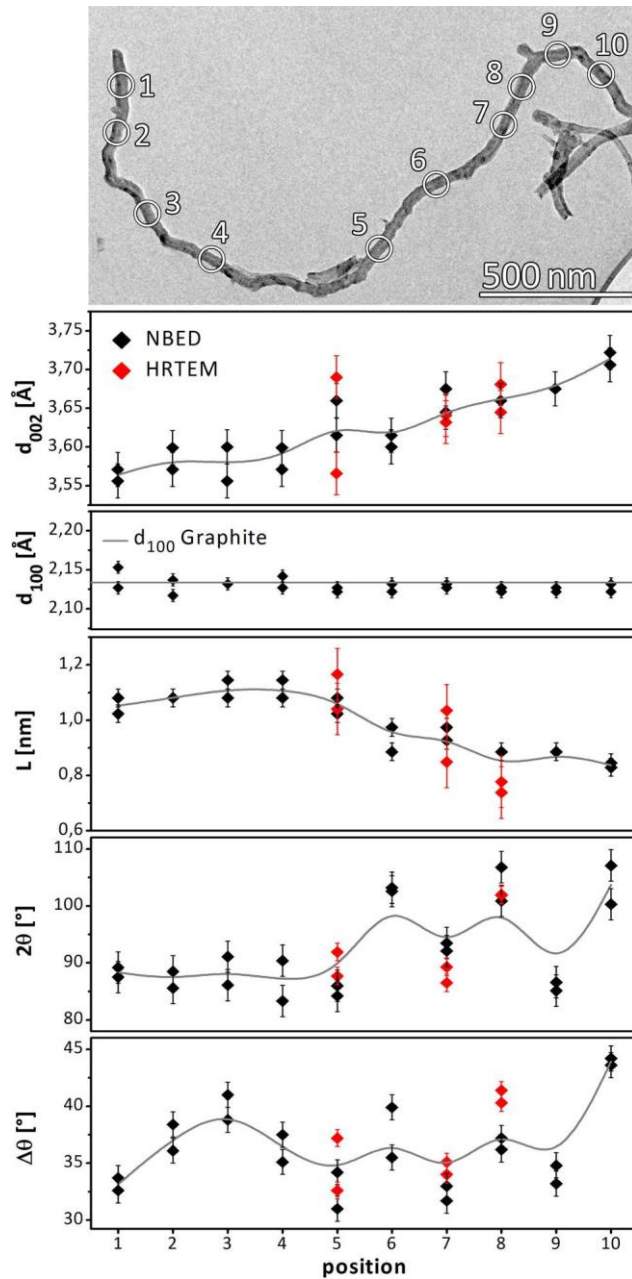 1
2
3
4
5
6
7
8
9
10
500 nm
3,75
3,70
3,65
3,60
3,55
d002 [Å]
NBED
HRTEM
2,20
2,15
2,10
d100 [Å]
d100 Graphite
1,2
1,0
0,8
0,6
L [nm]
110
100
90
80
2θ [°]
45
40
35
30
Δθ [°]
1 2 3 4 5 6 7 8 9 10
position